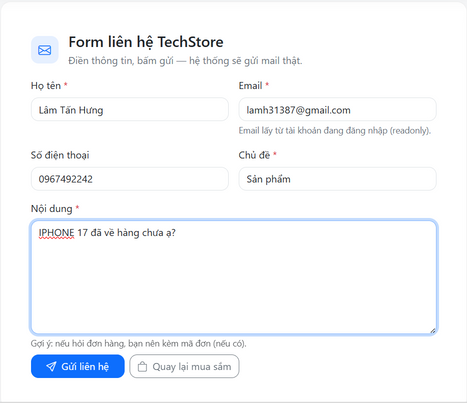 Form liên hệ TechStore
Điền thông tin, bấm gửi — hệ thống sẽ gửi mail thật.
Họ tên * Email *
Lâm Tấn Hưng lamh31387@gmail.com
Email lấy từ tài khoản đang đăng nhập (readonly).
Số điện thoại Chủ đề *
0967492242 Sản phẩm
Nội dung *
IPHONE 17 đã về hàng chưa ạ?
Gợi ý: nếu hỏi đơn hàng, bạn nên kèm mã đơn (nếu có).
Gửi liên hệ Quay lại mua sắm